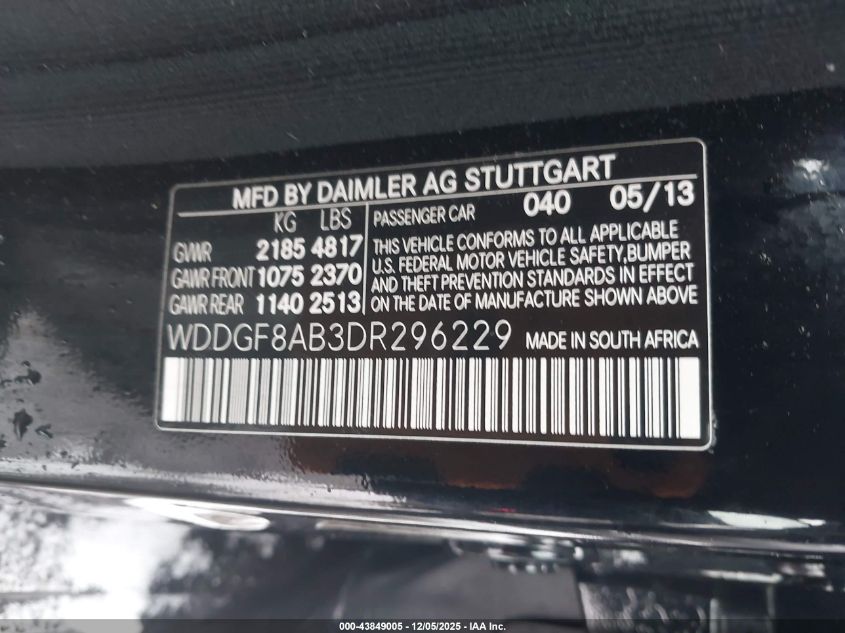 MFD BY DAIMLER AG STUTTGART
KG LBS
GVWR 2185 4817
GAWR FRONT 1075 2370
GAWR REAR 1140 2513
PASSENGER CAR 040 05/13
THIS VEHICLE CONFORMS TO ALL APPLICABLE
U.S. FEDERAL MOTOR VEHICLE SAFETY,BUMPER
AND THEFT PREVENTION STANDARDS IN EFFECT
ON THE DATE OF MANUFACTURE SHOWN ABOVE
WDDGF8AB3DR296229 MADE IN SOUTH AFRICA
000-43849005 - 12/05/2025 - IAA Inc.